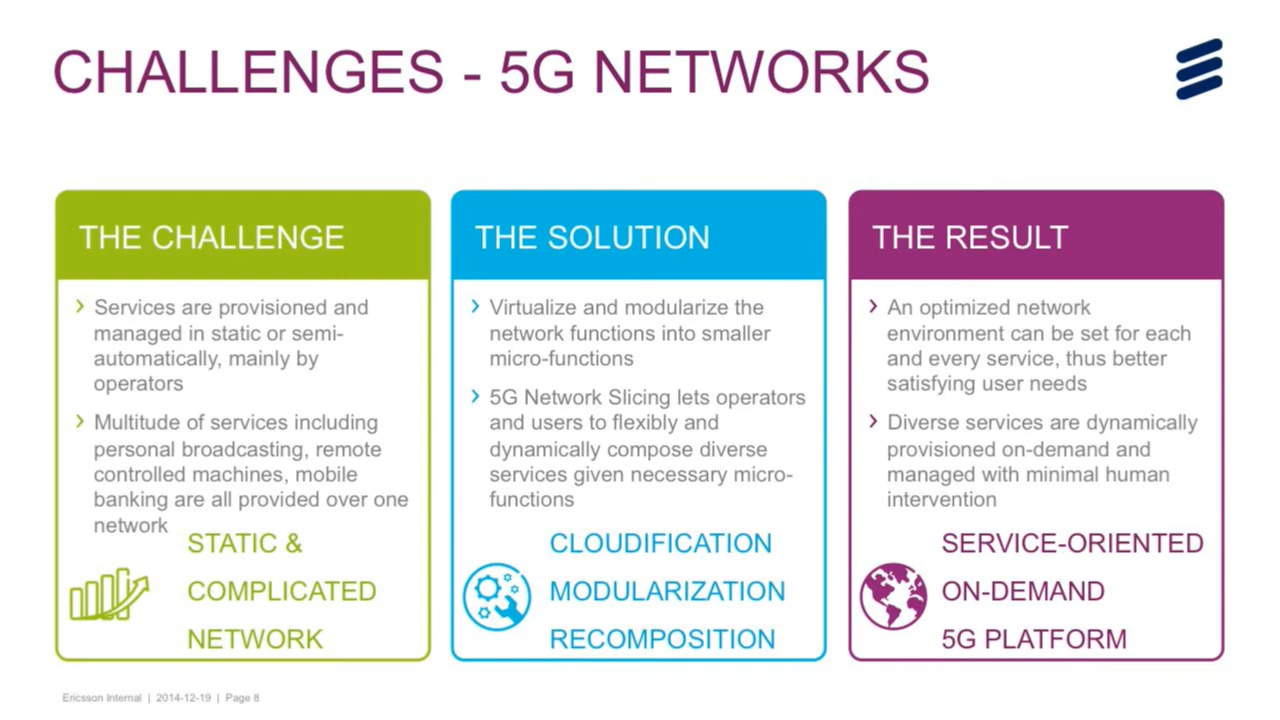 CHALLENGES - 5G NETWORKS
THE CHALLENGE
Services are provisioned and
managed in static or semi-
automatically, mainly by
operators
Multitude of services including
personal broadcasting, remote
controlled machines, mobile
banking are all provided over one
network
STATIC &
COMPLICATED
NETWORK
THE SOLUTION
Virtualize and modularize the
network functions into smaller
micro-functions
5G Network Slicing lets operators
and users to flexibly and
dynamically compose diverse
services given necessary micro-
functions
CLOUDIFICATION
MODULARIZATION
RECOMPOSITION
THE RESULT
An optimized network
environment can be set for each
and every service, thus better
satisfying user needs
Diverse services are dynamically
provisioned on-demand and
managed with minimal human
intervention
SERVICE-ORIENTED
ON-DEMAND
5G PLATFORM
Ericsson Internal | 2014-12-19 | Page 8